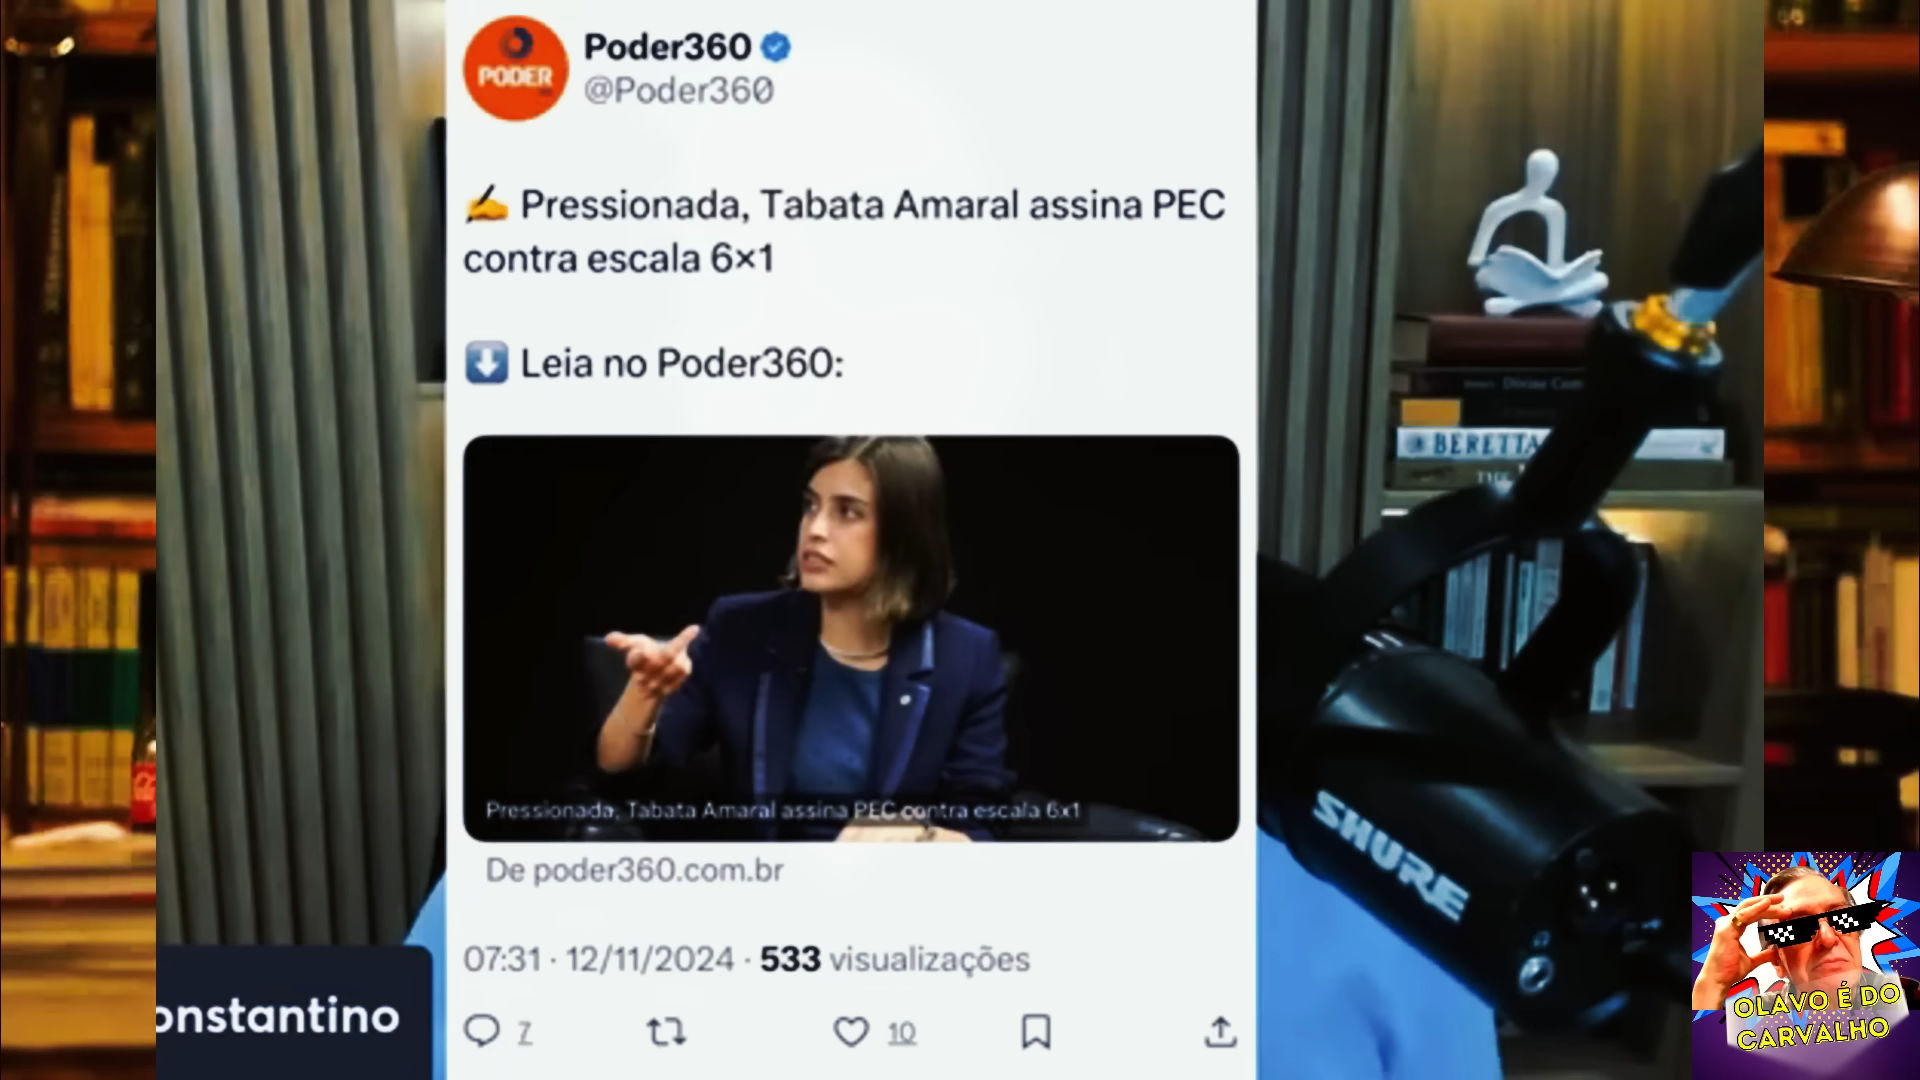 PODER
Poder360
@Poder360
✍️ Pressionada, Tabata Amaral assina PEC
contra escala 6×1
⬇️ Leia no Poder360:
Pressionada, Tabata Amaral assina PEC contra escala 6x1
De poder360.com.br
07:31 · 12/11/2024 · 533 visualizações
7
10
onstantino
BERETTA
SHURE
OLAVO É DO
CARVALHO